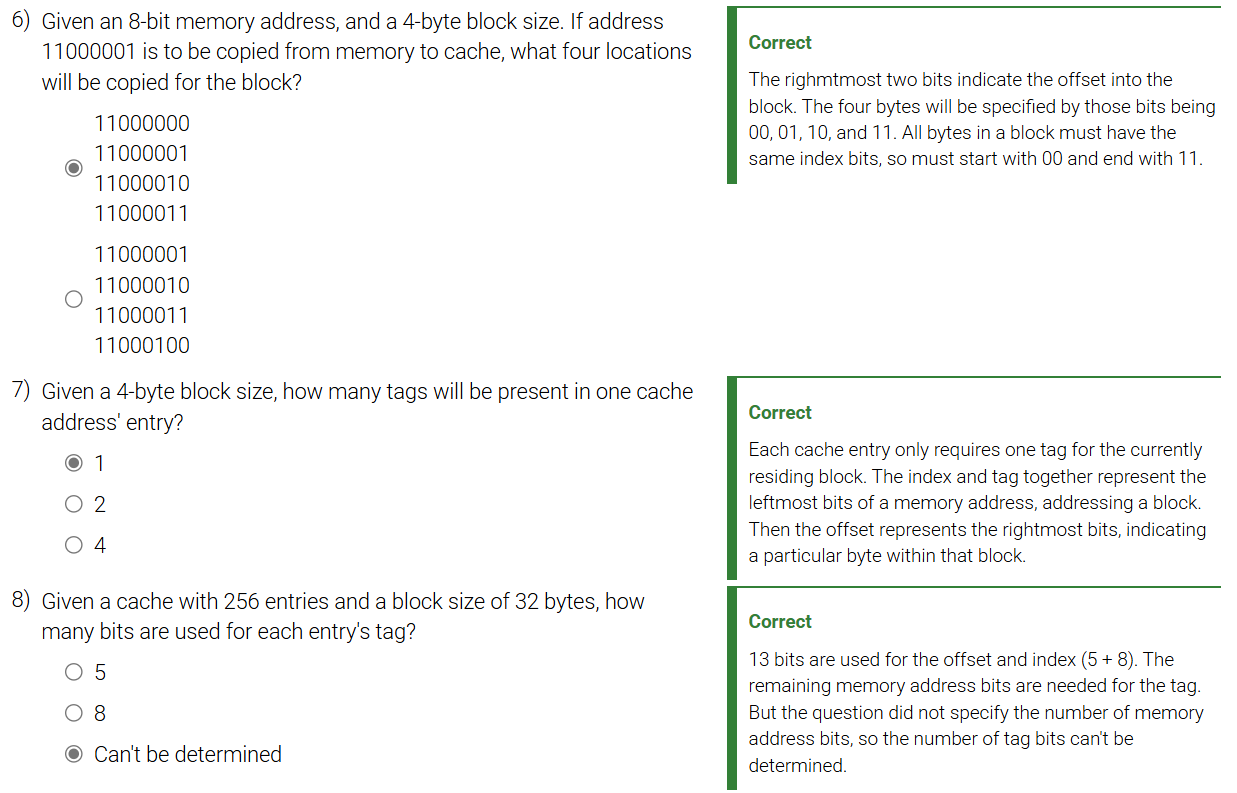 6) Given an 8-bit memory address, and a 4-byte block size. If address
11000001 is to be copied from memory to cache, what four locations
will be copied for the block?
11000000
11000001
11000010
11000011
11000001
11000010
11000011
11000100
Correct
The righmtmost two bits indicate the offset into the
block. The four bytes will be specified by those bits being
00, 01, 10, and 11. All bytes in a block must have the
same index bits, so must start with 00 and end with 11.
7) Given a 4-byte block size, how many tags will be present in one cache
address' entry?
1
2
4
Correct
Each cache entry only requires one tag for the currently
residing block. The index and tag together represent the
leftmost bits of a memory address, addressing a block.
Then the offset represents the rightmost bits, indicating
a particular byte within that block.
8) Given a cache with 256 entries and a block size of 32 bytes, how
many bits are used for each entry's tag?
5
8
Can't be determined
Correct
13 bits are used for the offset and index (5 + 8). The
remaining memory address bits are needed for the tag.
But the question did not specify the number of memory
address bits, so the number of tag bits can't be
determined.